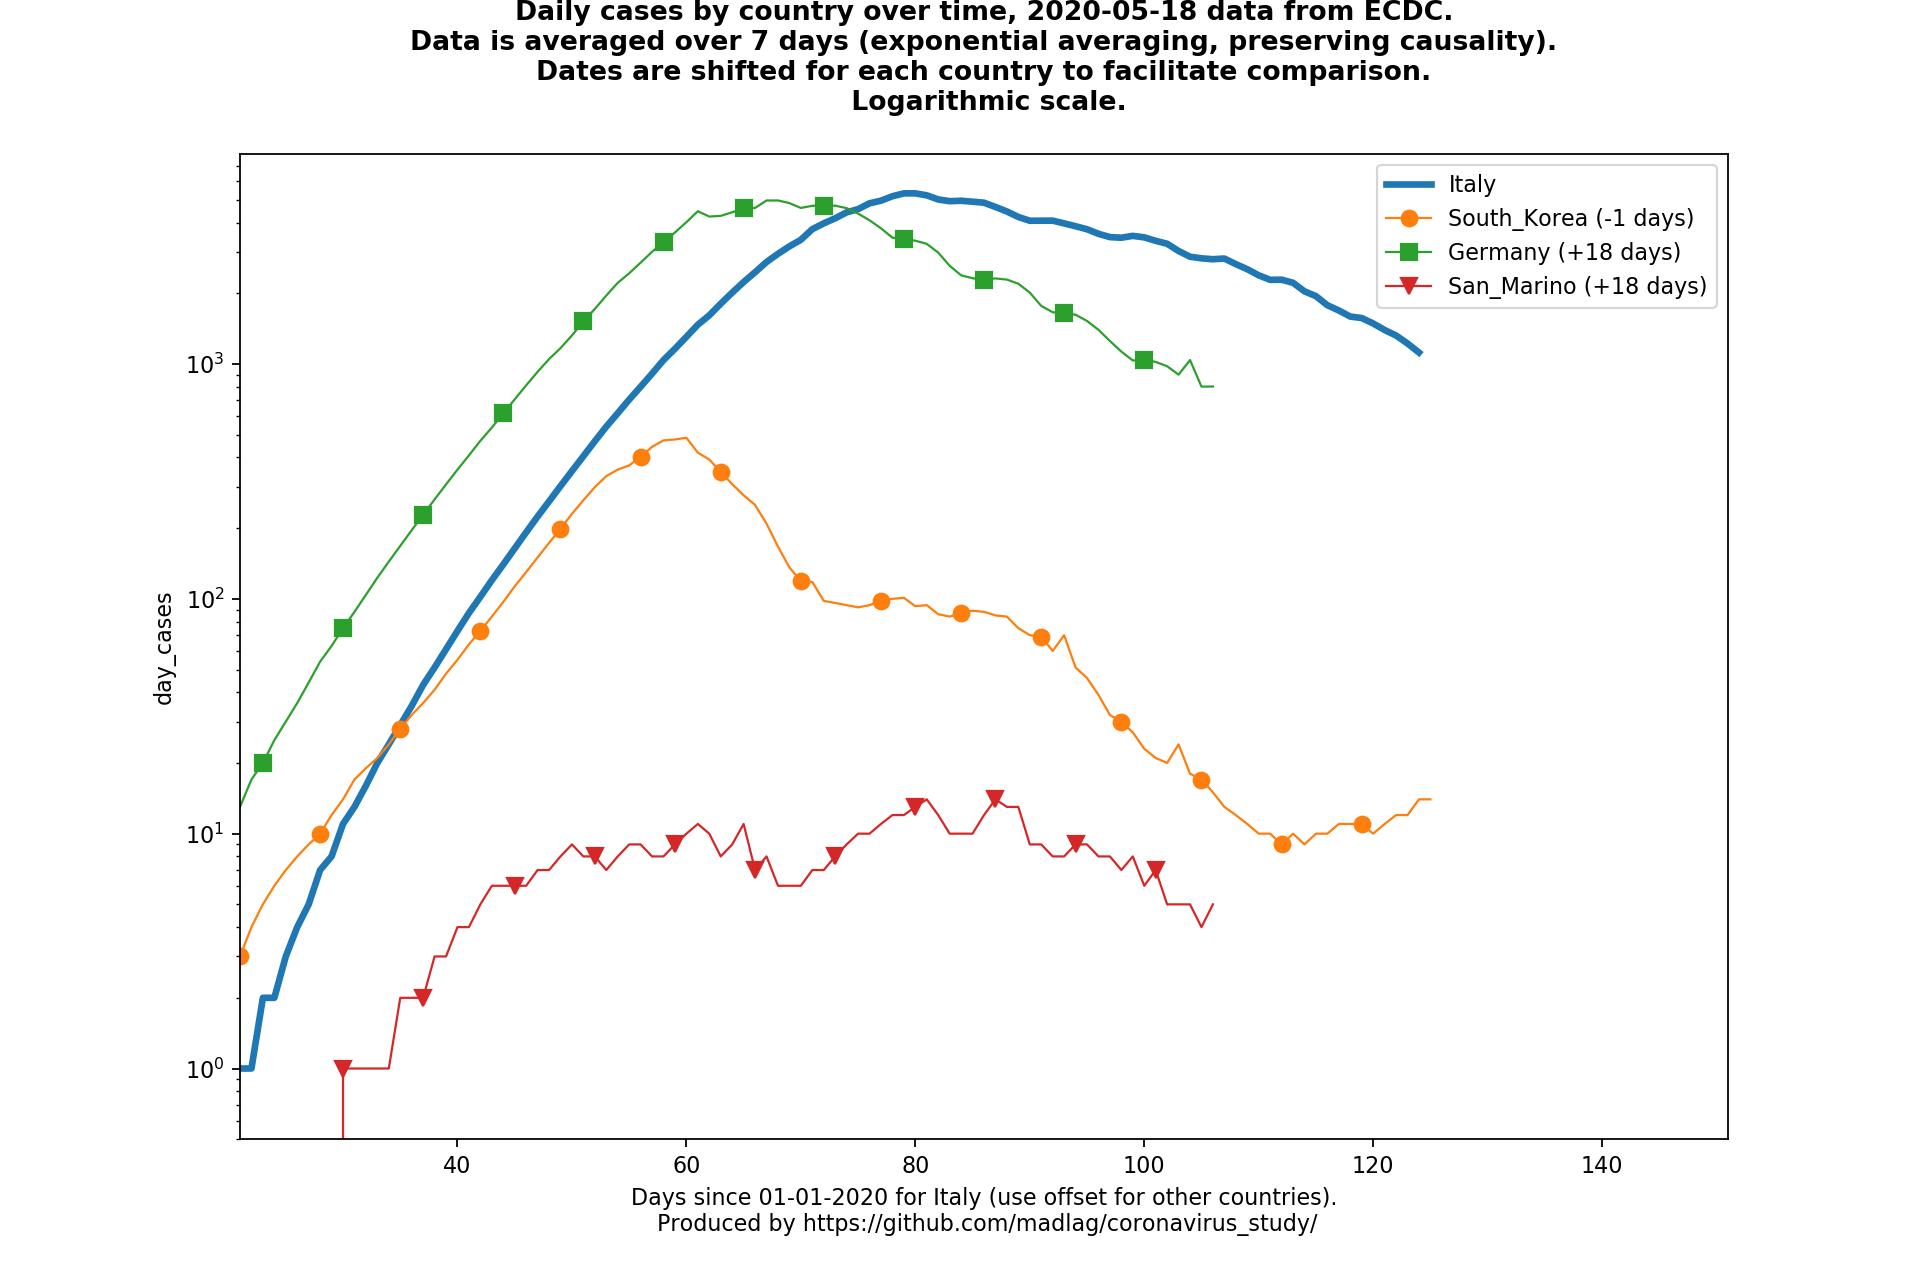 Daily cases by country over time, 2020-05-18 data from ECDC.
Data is averaged over 7 days (exponential averaging, preserving causality).
Dates are shifted for each country to facilitate comparison.
Logarithmic scale.
Italy
South_Korea (-1 days)
Germany (+18 days)
San_Marino (+18 days)
10³
10²
10¹
10⁰
day_cases
40 60 80 100 120 140
Days since 01-01-2020 for Italy (use offset for other countries).
Produced by https://github.com/madlag/coronavirus_study/